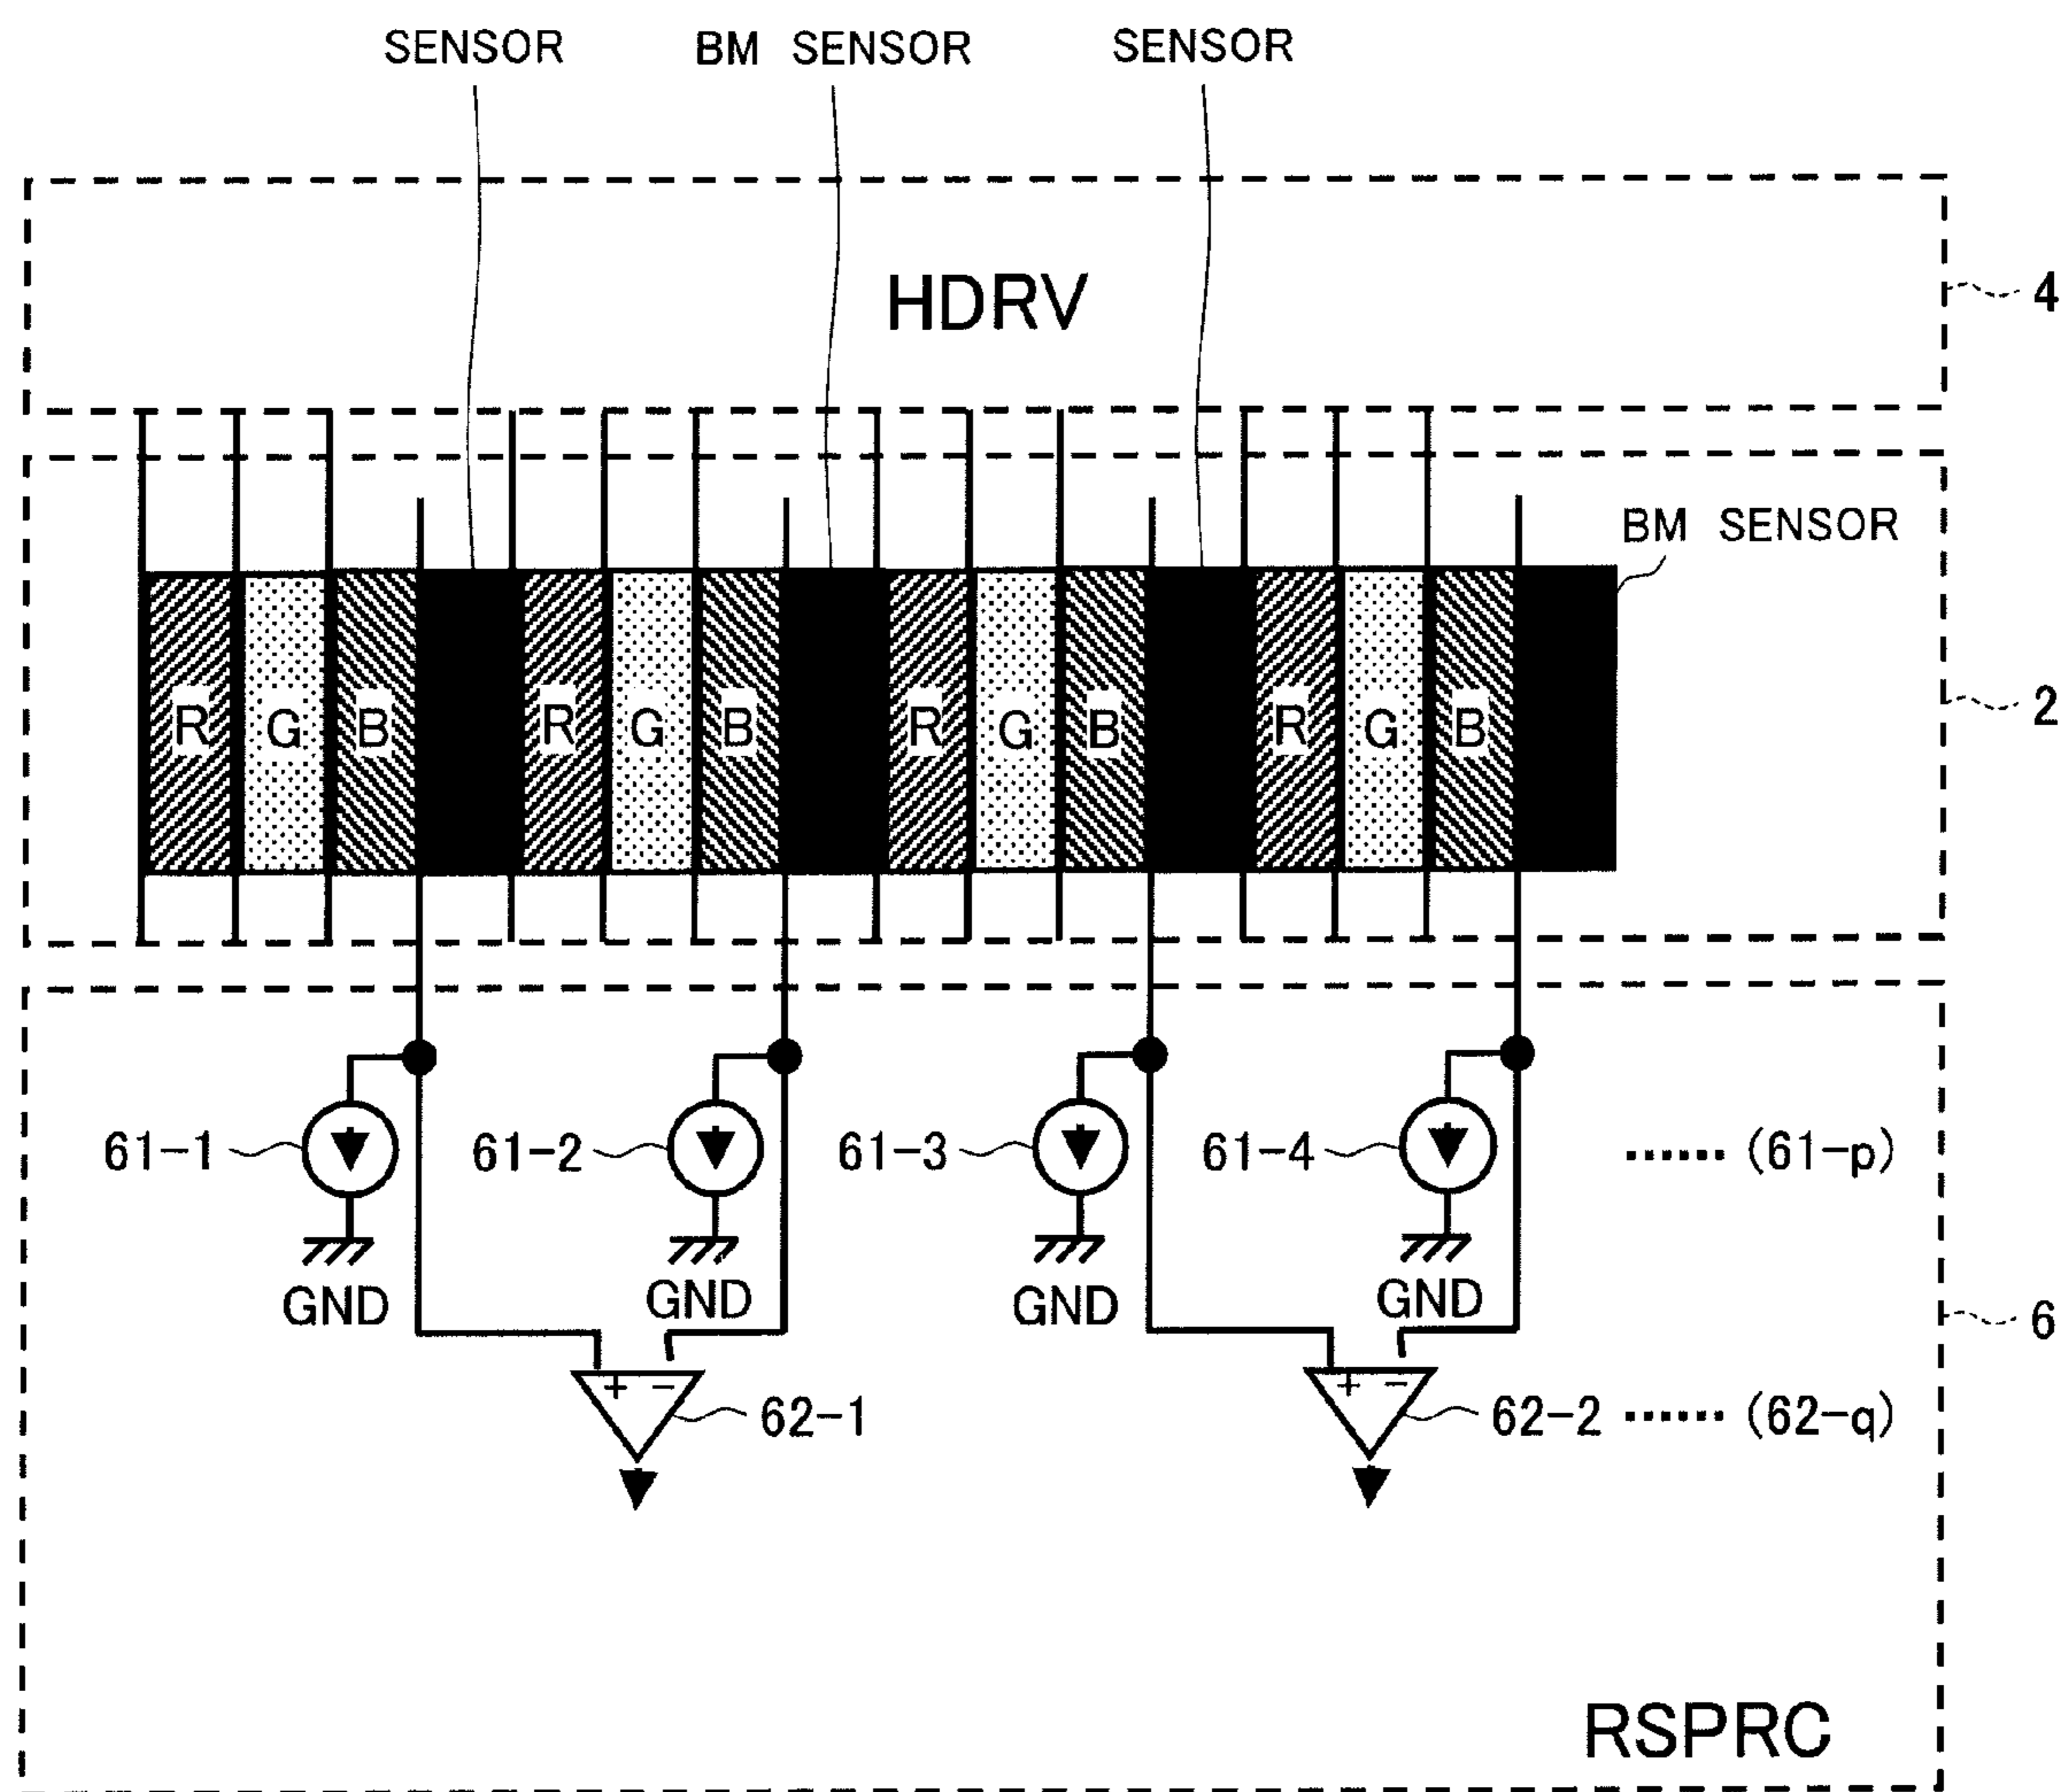 SENSOR BM SENSOR SENSOR
HDRV
4
BM SENSOR
R G B R G B R G B R G B
2
61-1 61-2 61-3 61-4 ...... (61-p)
GND GND GND GND
6
+ − + −
62-1 62-2 ...... (62-q)
RSPRC